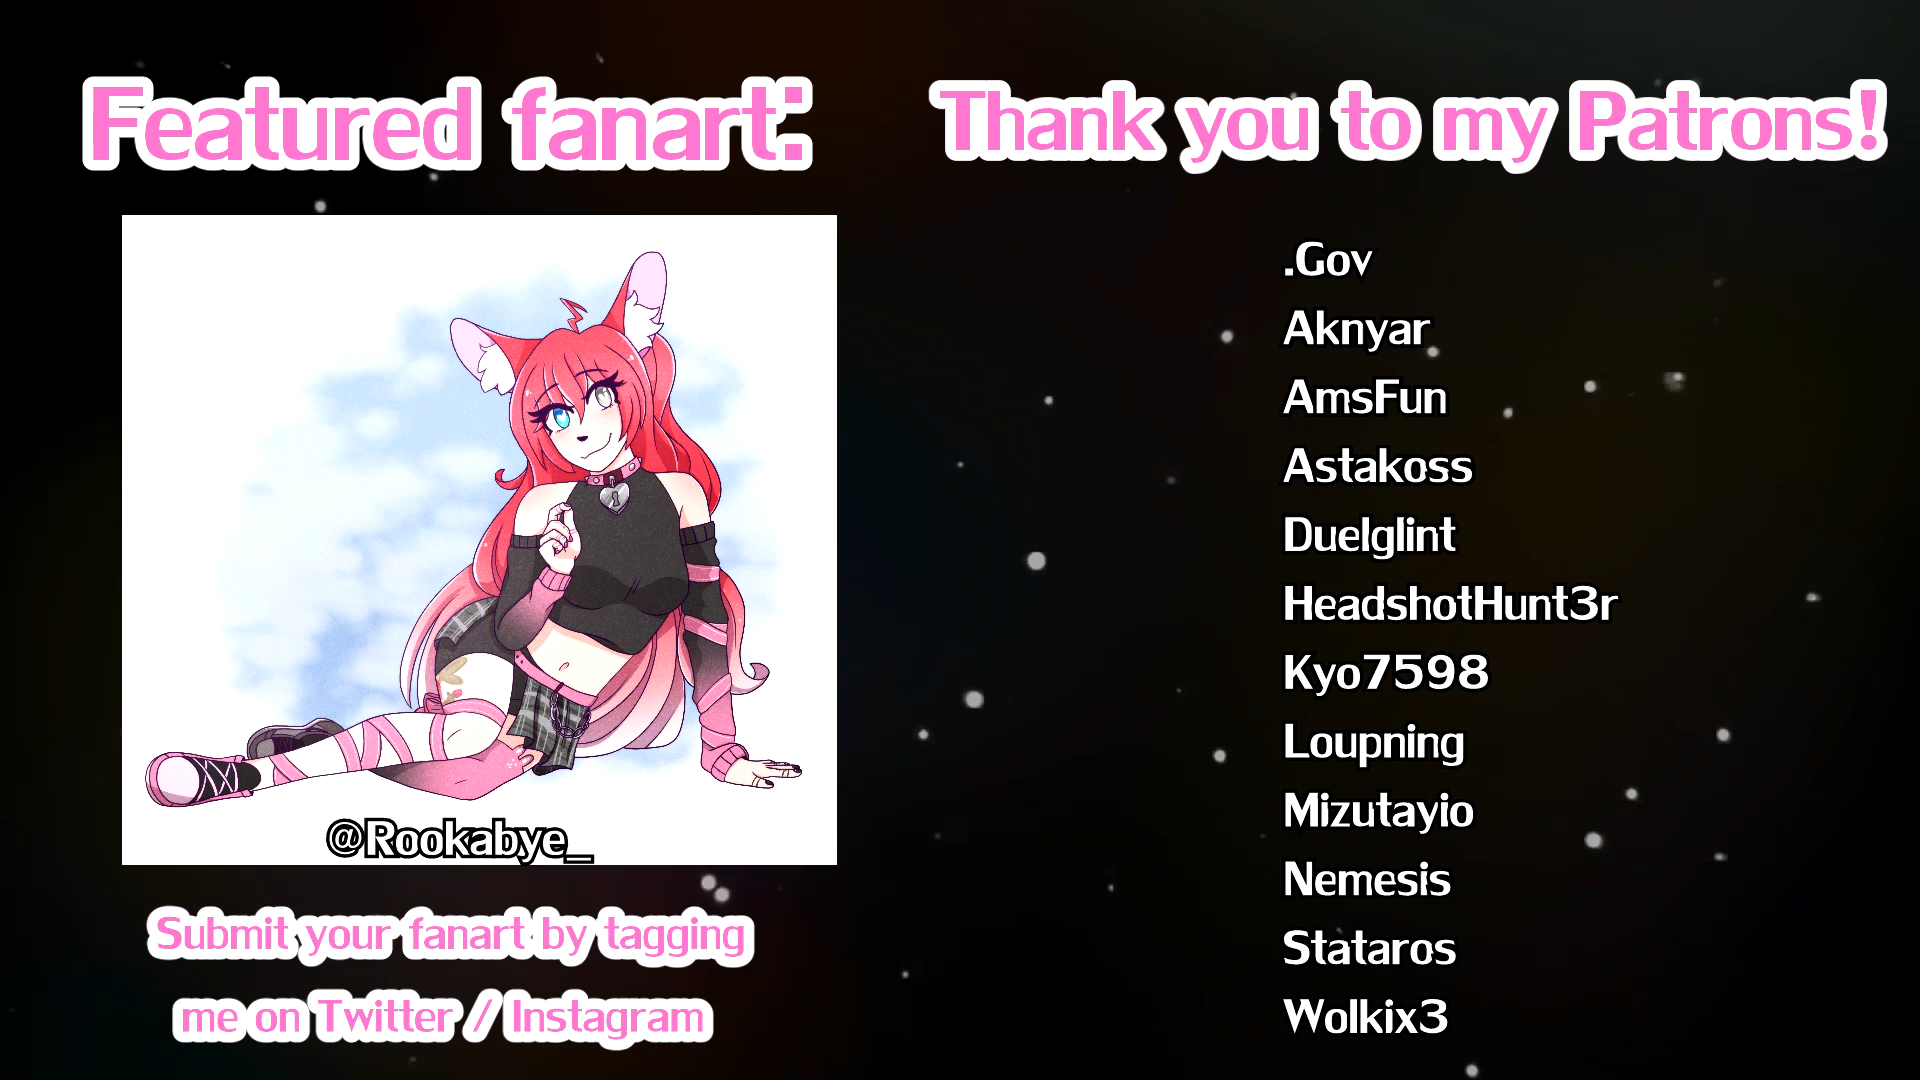 Featured fanart:
@Rookabye_
Submit your fanart by tagging
me on Twitter / Instagram
Thank you to my Patrons!
.Gov
Aknyar
AmsFun
Astakoss
Duelglint
HeadshotHunt3r
Kyo7598
Loupning
Mizutayio
Nemesis
Stataros
Wolkix3